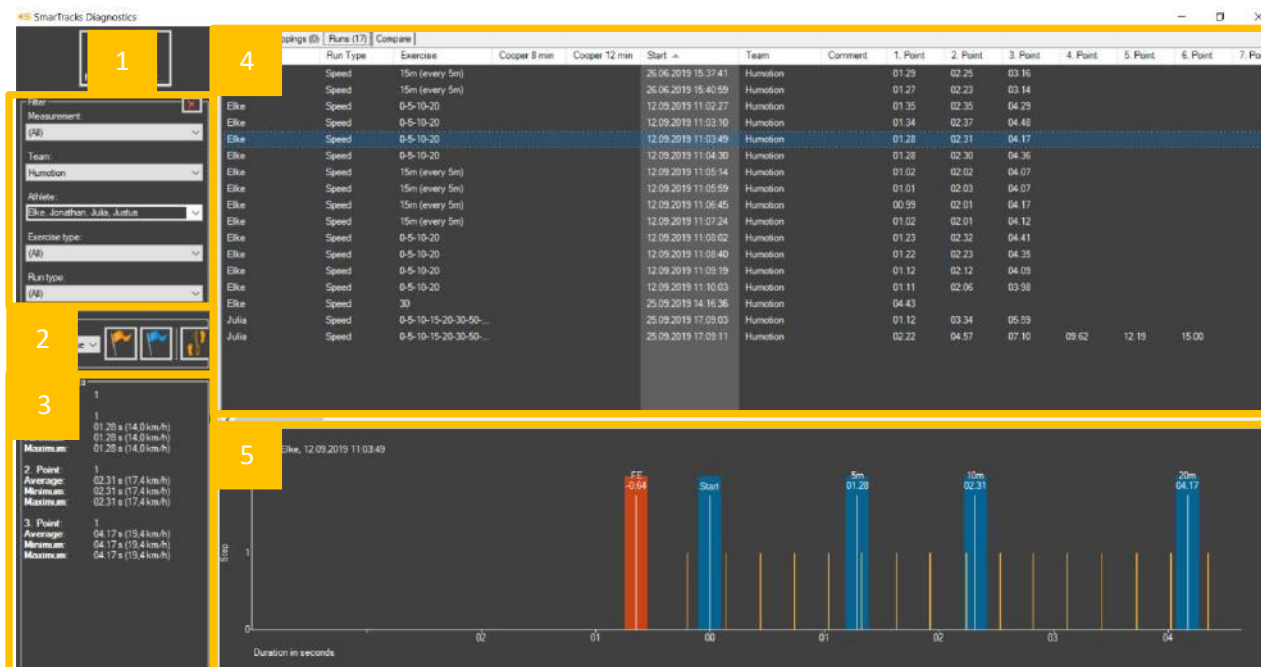 SmarTracks Diagnostics
1
4
Runs (17) Compare
Run Type Exercise Cooper 8 min Cooper 12 min Start Team Comment 1. Point 2. Point 3. Point 4. Point 5. Point 6. Point
Speed 15m (every 5m) 26.06.2019 15:37:41 Humotion 01.29 02.25 03.16
Speed 15m (every 5m) 26.06.2019 15:40:59 Humotion 01.27 02.23 03.14
Elke Speed 0-5-10-20 12.09.2019 11:02:27 Humotion 01.35 02.35 04.29
Elke Speed 0-5-10-20 12.09.2019 11:03:10 Humotion 01.34 02.37 04.48
Elke Speed 0-5-10-20 12.09.2019 11:03:49 Humotion 01.28 02.31 04.17
Elke Speed 0-5-10-20 12.09.2019 11:04:30 Humotion 01.28 02.30 04.36
Elke Speed 15m (every 5m) 12.09.2019 11:05:14 Humotion 01.02 02.02 04.07
Elke Speed 15m (every 5m) 12.09.2019 11:05:59 Humotion 01.01 02.03 04.07
Elke Speed 15m (every 5m) 12.09.2019 11:06:45 Humotion 00.99 02.01 04.17
Elke Speed 15m (every 5m) 12.09.2019 11:07:24 Humotion 01.02 02.01 04.12
Elke Speed 0-5-10-20 12.09.2019 11:08:02 Humotion 01.23 02.32 04.41
Elke Speed 0-5-10-20 12.09.2019 11:08:40 Humotion 01.22 02.23 04.35
Elke Speed 0-5-10-20 12.09.2019 11:09:19 Humotion 01.12 02.12 04.09
Elke Speed 0-5-10-20 12.09.2019 11:10:03 Humotion 01.11 02.06 03.98
Elke Speed 30 25.09.2019 14:16:36 Humotion 04.43
Julia Speed 0-5-10-15-20-30-50-... 25.09.2019 17:09:03 Humotion 01.12 03.34 05.59
Julia Speed 0-5-10-15-20-30-50-... 25.09.2019 17:09:11 Humotion 02.22 04.57 07.10 09.62 12.19 15.00
Filter
Measurement:
(All)
Team:
Humotion
Athlete:
Elke, Jonathan, Julia, Justus
Exercise type:
(All)
Run type:
(All)
2
3
1
1
01.28 s (14,0 km/h)
01.28 s (14,0 km/h)
Maximum: 01.28 s (14,0 km/h)
2. Point: 1
Average: 02.31 s (17,4 km/h)
Minimum: 02.31 s (17,4 km/h)
Maximum: 02.31 s (17,4 km/h)
3. Point: 1
Average: 04.17 s (19,4 km/h)
Minimum: 04.17 s (19,4 km/h)
Maximum: 04.17 s (19,4 km/h)
5
Elke, 12.09.2019 11:03:49
FE
-0,64
Start
5m
01.28
10m
02.31
20m
04.17
Step
1
0
02 01 00 01 02 03 04
Duration in seconds